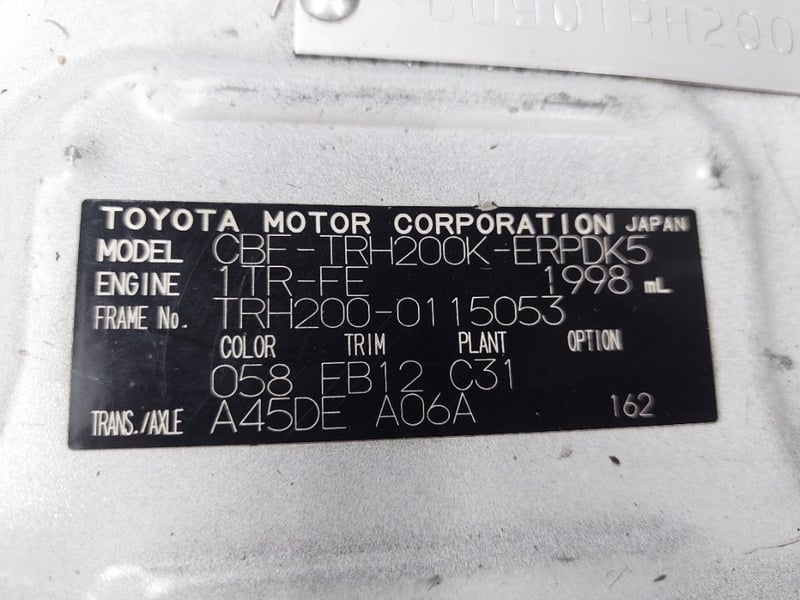 60901RH200
TOYOTA MOTOR CORPORATION JAPAN
MODEL CBF-TRH200K-ERPDK5
ENGINE 1TR-FE 1998 mL
FRAME No. TRH200-0115053
COLOR TRIM PLANT OPTION
058 FB12 C31
TRANS./AXLE A45DE A06A 162